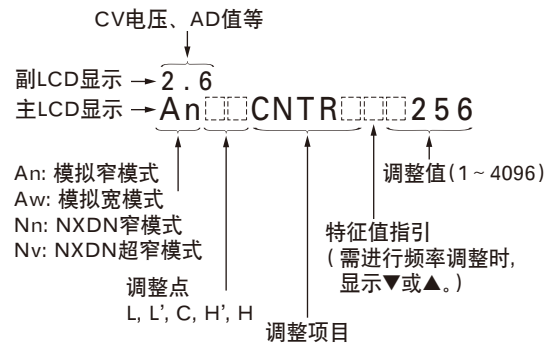 CV电压、AD值等
副LCD显示 2.6
主LCD显示 An CNTR 256
An: 模拟窄模式
Aw: 模拟宽模式
Nn: NXDN窄模式
Nv: NXDN超窄模式
调整值(1~4096)
特征值指引
(需进行频率调整时,
显示▼或▲。)
调整点
L, L', C, H', H
调整项目